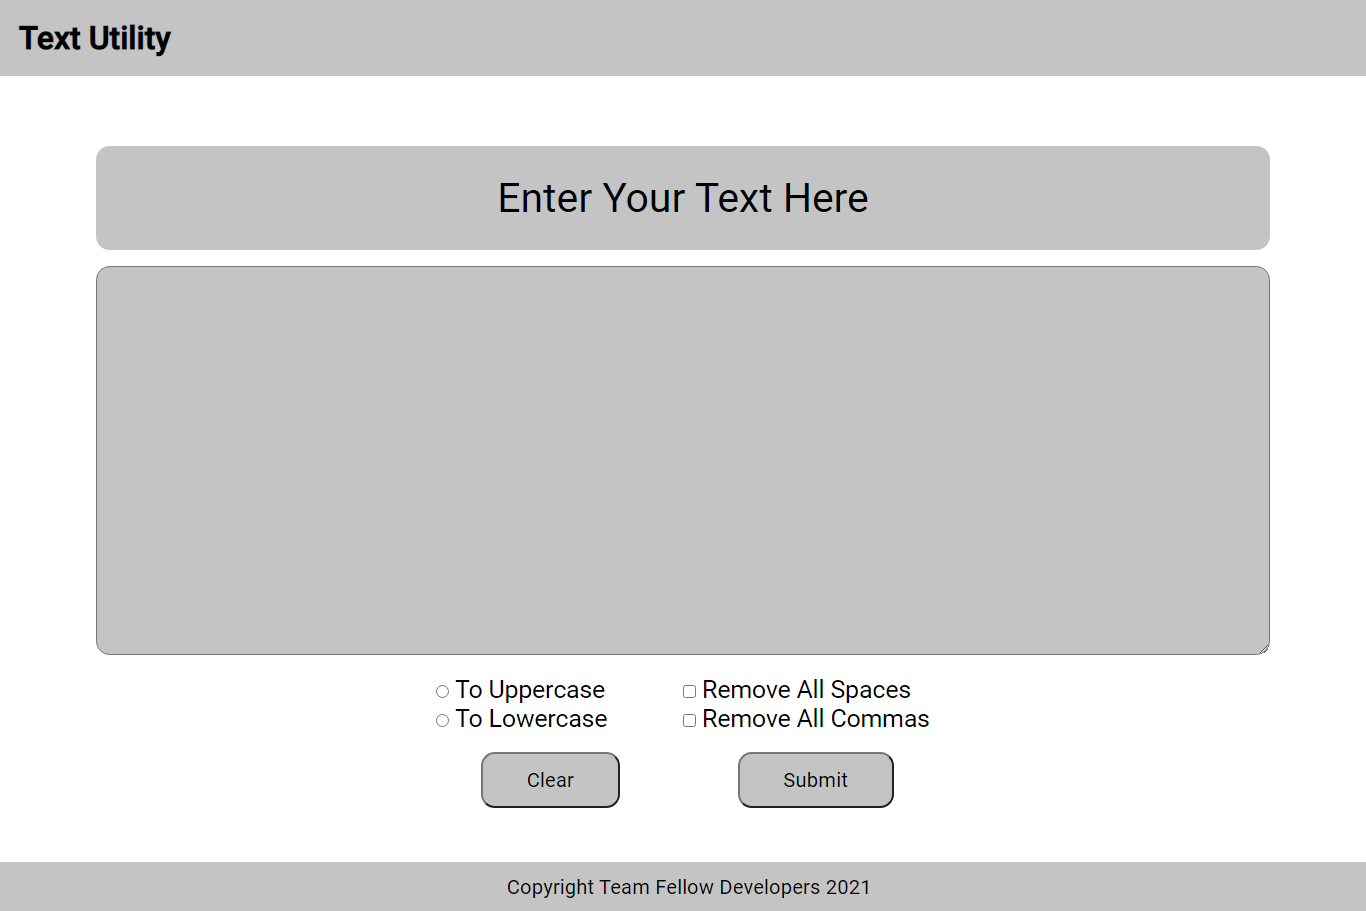 Text Utility
Enter Your Text Here
To Uppercase
Remove All Spaces
To Lowercase
Remove All Commas
Clear
Submit
Copyright Team Fellow Developers 2021